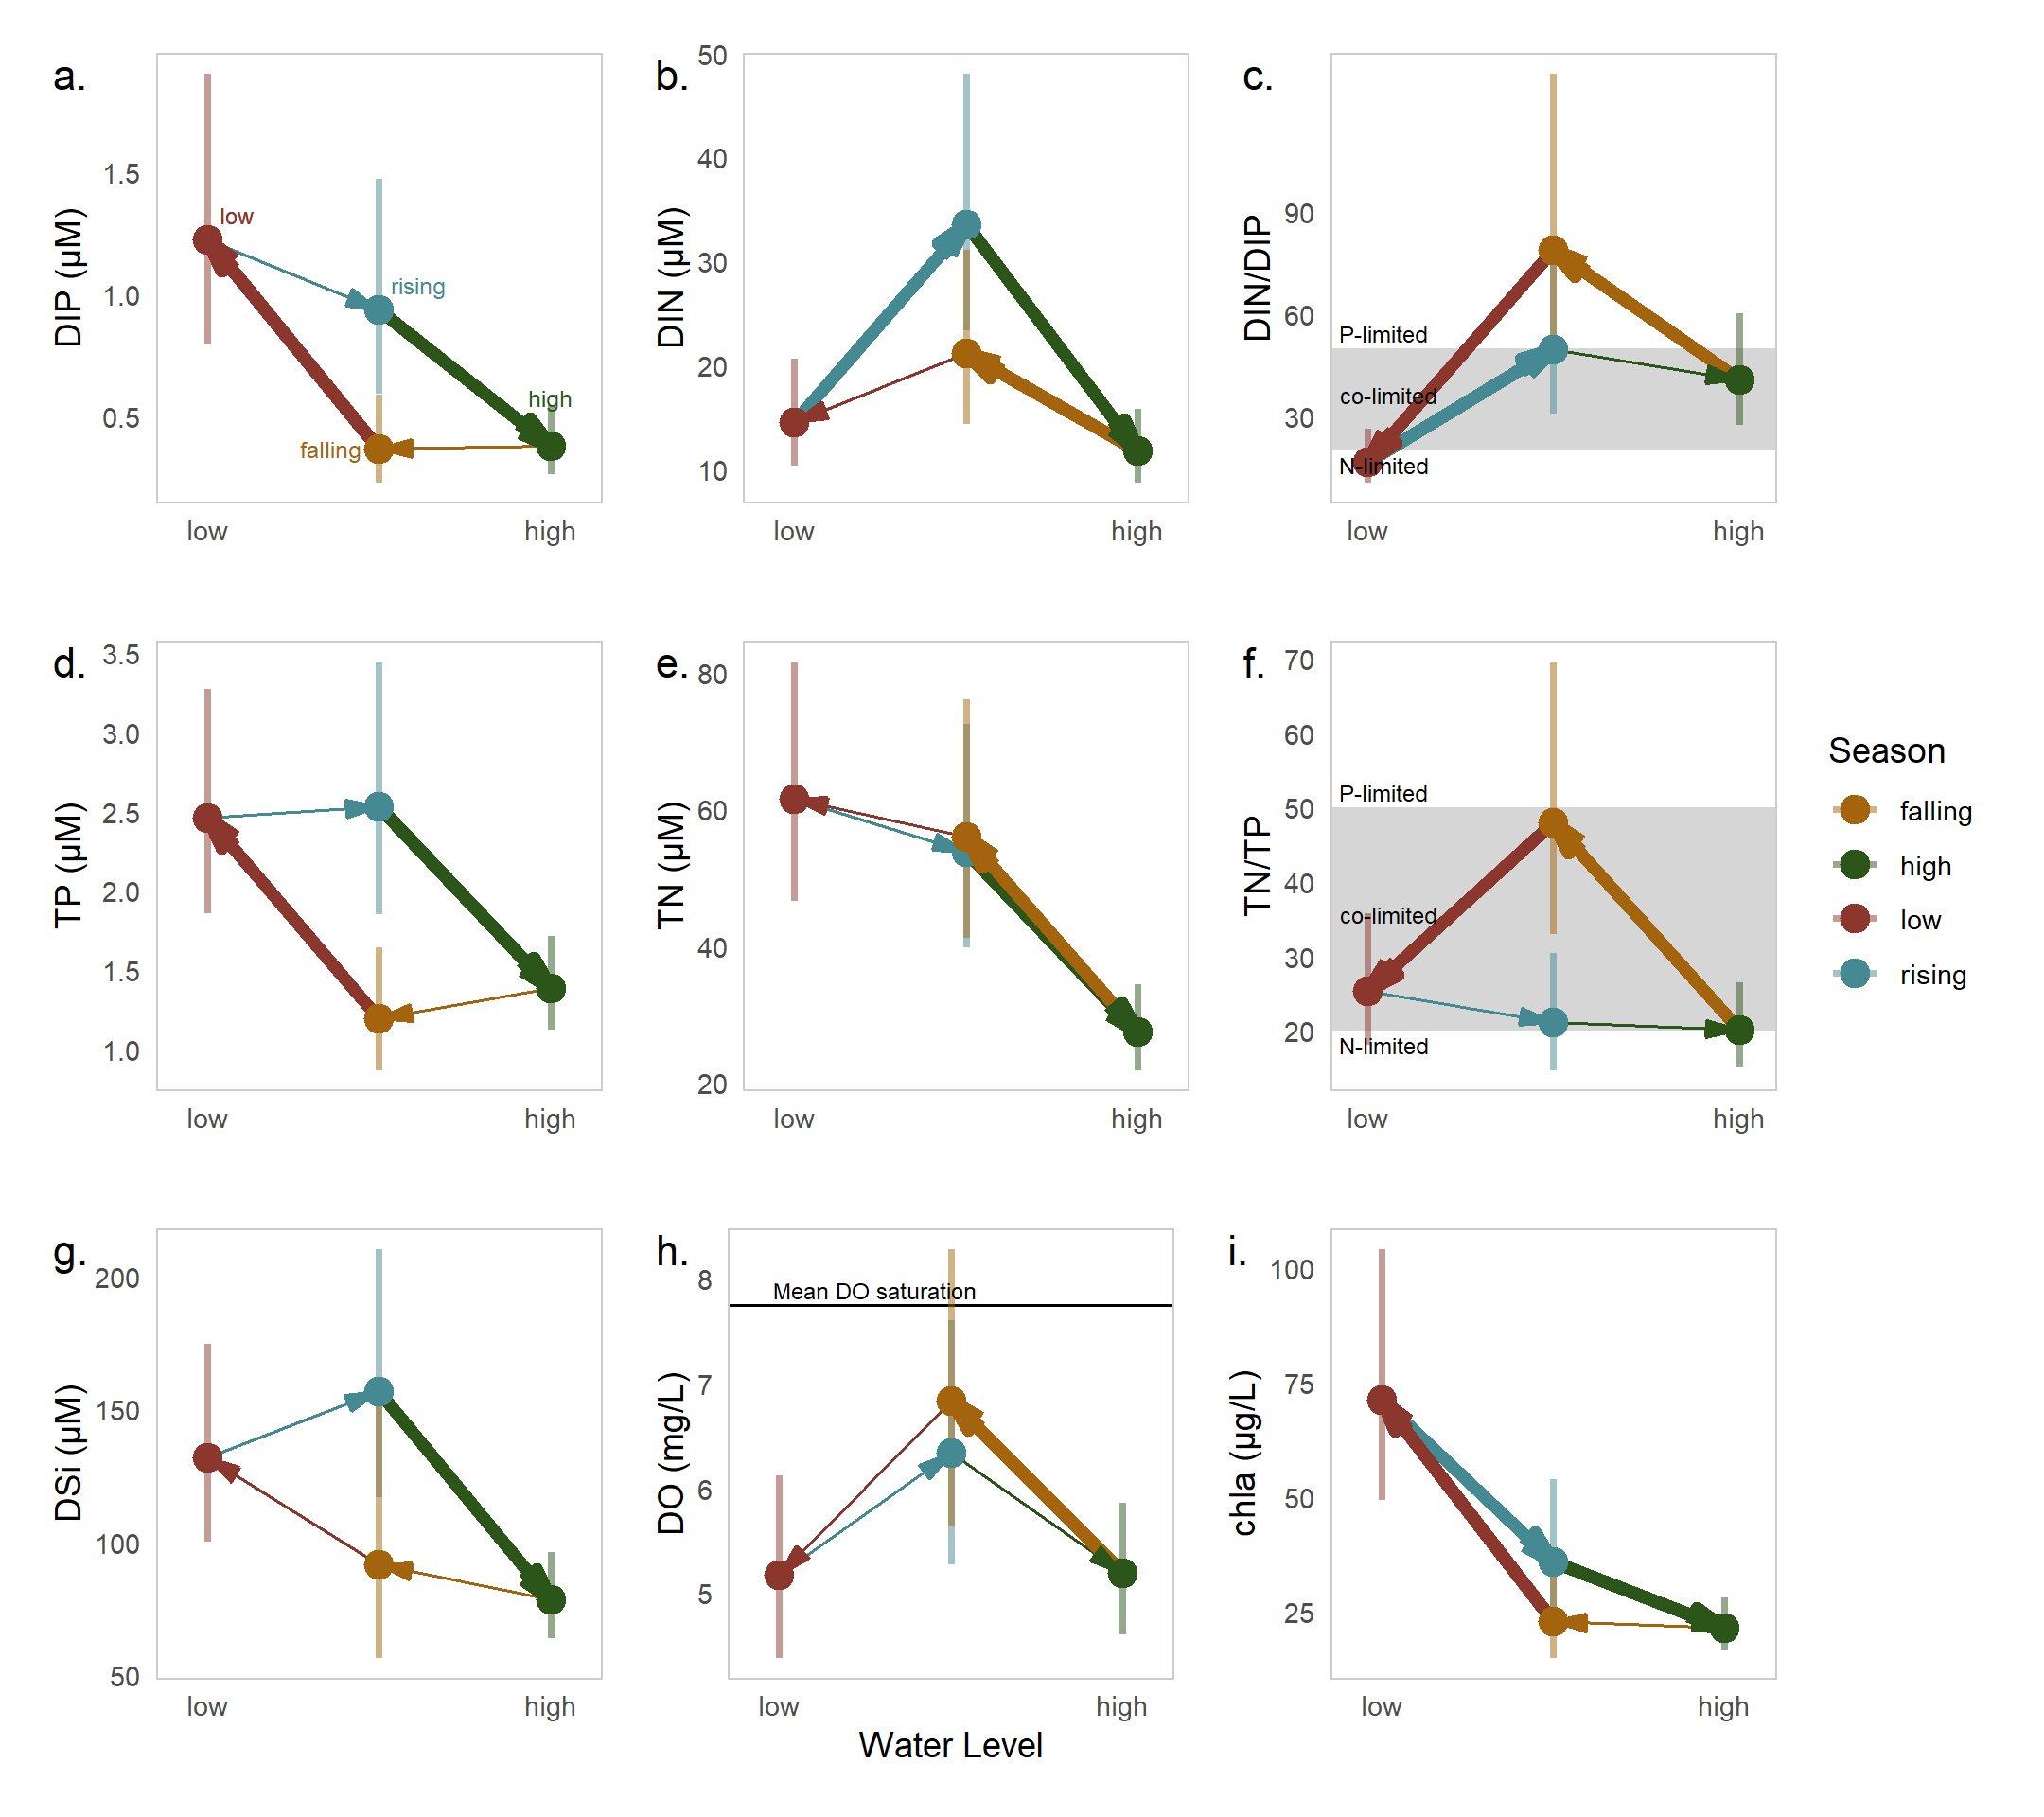 a.
DIP (µM)
1.5
1.0
0.5
low
rising
high
falling
low
high
b.
DIN (µM)
50
40
30
20
10
low
high
c.
DIN/DIP
90
60
30
P-limited
co-limited
N-limited
low
high
d.
TP (µM)
3.5
3.0
2.5
2.0
1.5
1.0
low
high
e.
TN (µM)
80
60
40
20
low
high
f.
TN/TP
70
60
50
40
30
20
P-limited
co-limited
N-limited
low
high
Season
falling
high
low
rising
g.
DSi (µM)
200
150
100
50
low
high
h.
DO (mg/L)
8
7
6
5
Mean DO saturation
low
high
i.
chla (µg/L)
100
75
50
25
low
high
Water Level